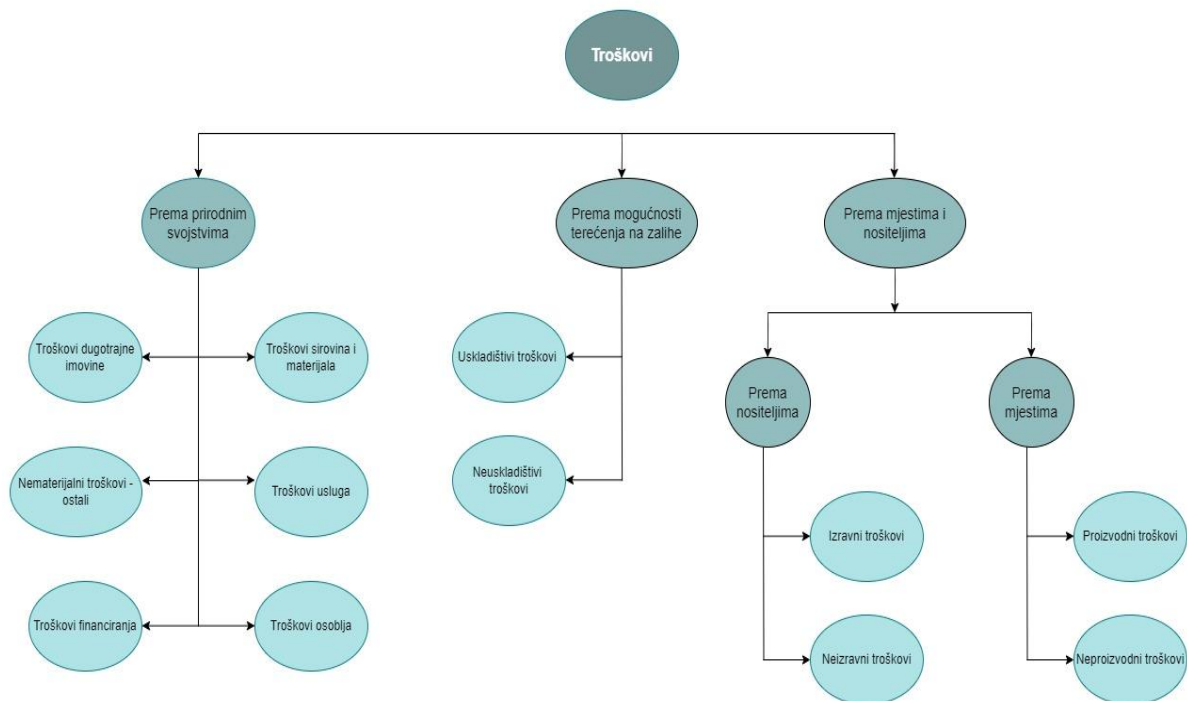 Troškovi
Prema prirodnim
svojstvima
Prema mogućnosti
terećenja na zalihe
Prema mjestima i
nositeljima
Troškovi dugotrajne
imovine
Troškovi sirovina i
materijala
Uskladištivi troškovi
Prema
nositeljima
Prema
mjestima
Nematerijalni troškovi -
ostali
Troškovi usluga
Neuskladištivi
troškovi
Izravni troškovi
Proizvodni troškovi
Troškovi financiranja
Troškovi osoblja
Neizravni troškovi
Neproizvodni troškovi